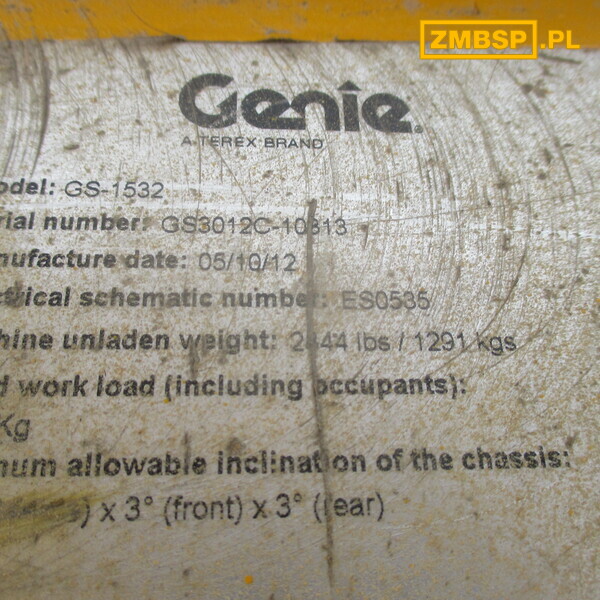 ZMBSP.PL
Genie
A TEREX BRAND
odel: GS-1532
rial number: GS3012C-10813
nufacture date: 05/10/12
trical schematic number: ES0535
hine unladen weight: lbs / 1291 kgs
d work load (including occupants):
Kg
num allowable inclination of the chassis:
) x 3° (front) x 3° (rear)